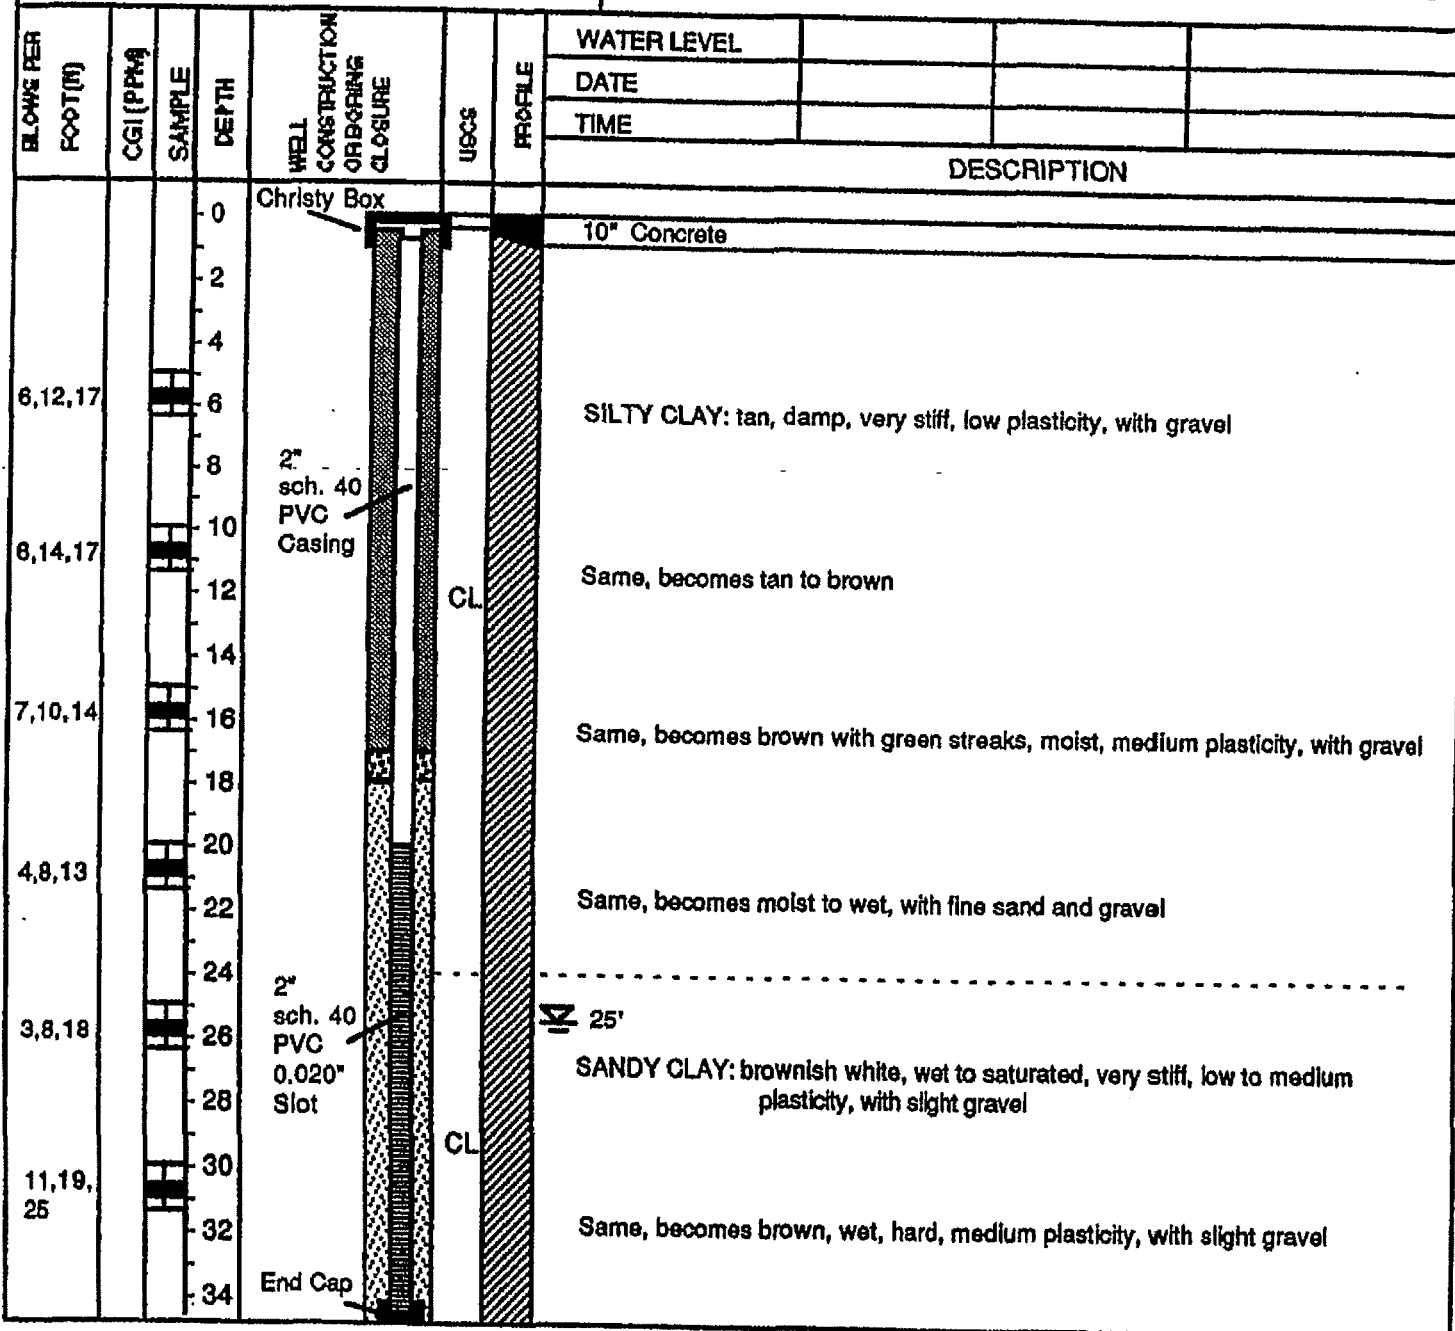 BLOWS PER FOOT(N)
CGI (PPM)
SAMPLE
DEPTH
WELL CONSTRUCTION OR BORING CLOSURE
USCS
PROFILE
WATER LEVEL
DATE
TIME
DESCRIPTION
Christy Box
0
10" Concrete
2
4
6,12,17
6
SILTY CLAY: tan, damp, very stiff, low plasticity, with gravel
8
2"
sch. 40
PVC
Casing
10
6,14,17
12
Same, becomes tan to brown
CL
14
7,10,14
16
Same, becomes brown with green streaks, moist, medium plasticity, with gravel
18
20
4,8,13
22
Same, becomes moist to wet, with fine sand and gravel
24
2"
sch. 40
PVC
0.020"
Slot
25'
3,8,18
26
SANDY CLAY: brownish white, wet to saturated, very stiff, low to medium
plasticity, with slight gravel
28
CL
30
11,19,
25
32
Same, becomes brown, wet, hard, medium plasticity, with slight gravel
End Cap
34